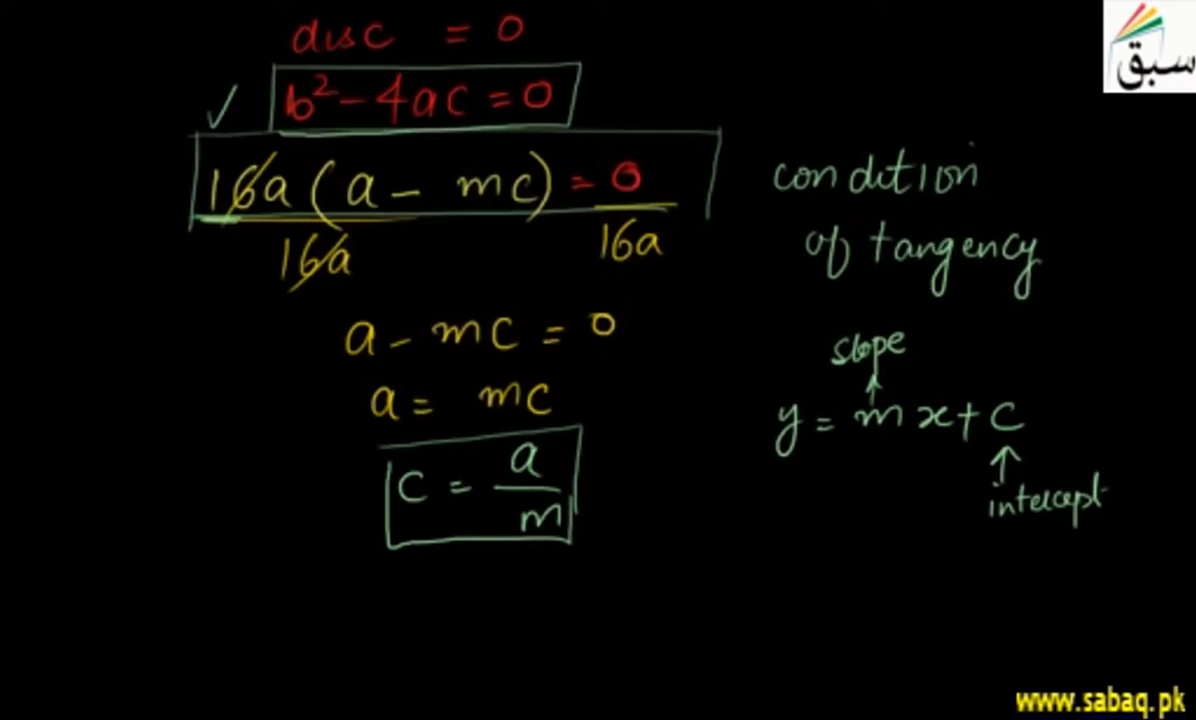 سبق
disc = 0
b² - 4ac = 0
16a (a - mc) = 0
16a 16a
condition
of tangency
a - mc = 0
slope
a = mc
y = mx + c
c = a/m
intercept
www.sabaq.pk